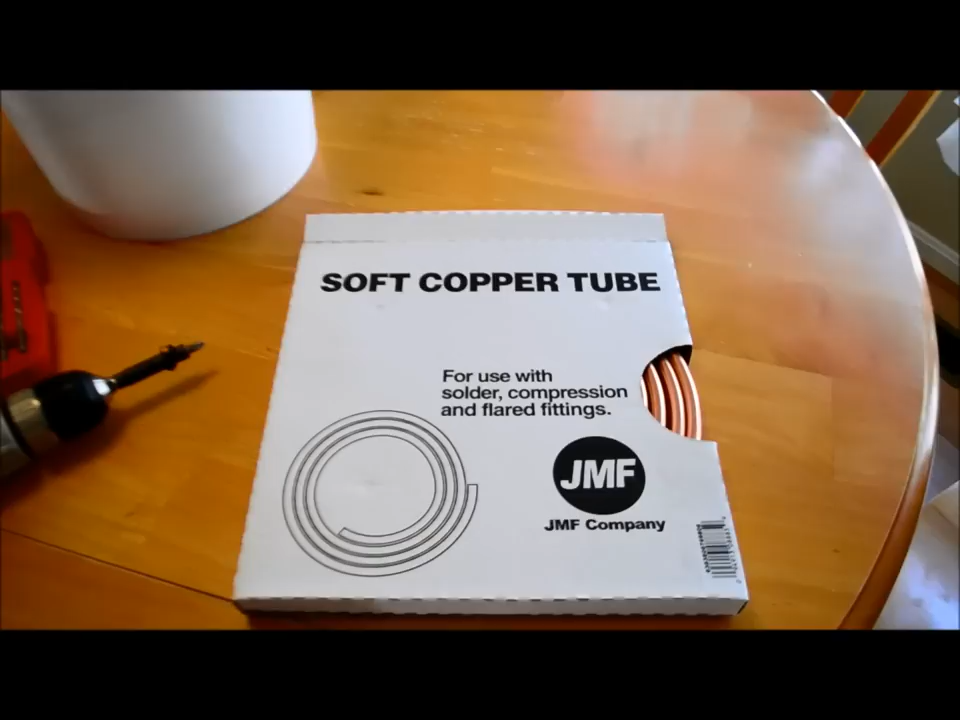 SOFT COPPER TUBE
For use with
solder, compression
and flared fittings.
JMF
JMF Company